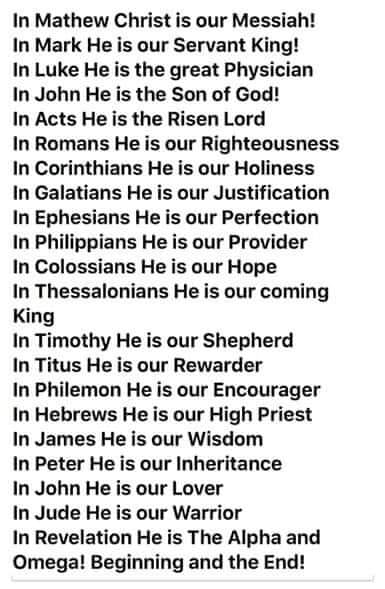 In Mathew Christ is our Messiah!
In Mark He is our Servant King!
In Luke He is the great Physician
In John He is the Son of God!
In Acts He is the Risen Lord
In Romans He is our Righteousness
In Corinthians He is our Holiness
In Galatians He is our Justification
In Ephesians He is our Perfection
In Philippians He is our Provider
In Colossians He is our Hope
In Thessalonians He is our coming
King
In Timothy He is our Shepherd
In Titus He is our Rewarder
In Philemon He is our Encourager
In Hebrews He is our High Priest
In James He is our Wisdom
In Peter He is our Inheritance
In John He is our Lover
In Jude He is our Warrior
In Revelation He is The Alpha and
Omega! Beginning and the End!